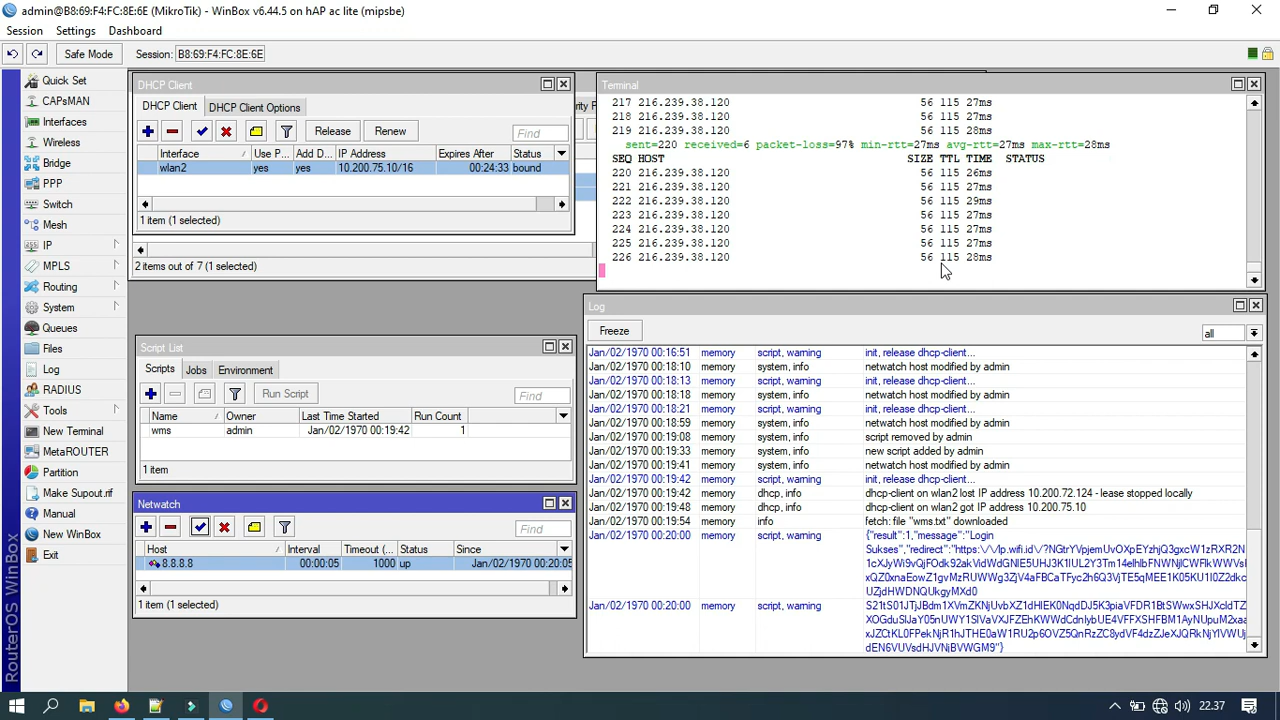 admin@B8:69:F4:FC:8E:6E (MikroTik) - WinBox v6.44.5 on hAP ac lite (mipsbe)
Session Settings Dashboard
Safe Mode Session: B8:69:F4:FC:8E:6E
Quick Set
CAPsMAN
Interfaces
Wireless
Bridge
PPP
Switch
Mesh
IP
MPLS
Routing
System
Queues
Files
Log
RADIUS
Tools
New Terminal
MetaROUTER
Partition
Make Supout.rif
Manual
New WinBox
Exit
RouterOS WinBox
DHCP Client
DHCP Client DHCP Client Options
Release Renew Find
Interface Use P... Add D... IP Address Expires After Status
wlan2 yes yes 10.200.75.10/16 00:24:33 bound
1 item (1 selected)
2 items out of 7 (1 selected)
Script List
Scripts Jobs Environment
Run Script Find
Name Owner Last Time Started Run Count
wms admin Jan/02/1970 00:19:42 1
1 item
Netwatch
Find
Host Interval Timeout (... Status Since
8.8.8.8 00:00:05 1000 up Jan/02/1970 00:20:05
1 item (1 selected)
Terminal
217 216.239.38.120 56 115 27ms
218 216.239.38.120 56 115 27ms
219 216.239.38.120 56 115 28ms
sent=220 received=6 packet-loss=97% min-rtt=27ms avg-rtt=27ms max-rtt=28ms
SEQ HOST SIZE TTL TIME STATUS
220 216.239.38.120 56 115 26ms
221 216.239.38.120 56 115 27ms
222 216.239.38.120 56 115 29ms
223 216.239.38.120 56 115 27ms
224 216.239.38.120 56 115 27ms
225 216.239.38.120 56 115 27ms
226 216.239.38.120 56 115 28ms
Log
Freeze all
Jan/02/1970 00:16:51 memory script, warning init, release dhcp-client...
Jan/02/1970 00:18:10 memory system, info netwatch host modified by admin
Jan/02/1970 00:18:13 memory script, warning init, release dhcp-client...
Jan/02/1970 00:18:18 memory system, info netwatch host modified by admin
Jan/02/1970 00:18:21 memory script, warning init, release dhcp-client...
Jan/02/1970 00:18:59 memory system, info netwatch host modified by admin
Jan/02/1970 00:19:08 memory system, info script removed by admin
Jan/02/1970 00:19:33 memory system, info new script added by admin
Jan/02/1970 00:19:41 memory system, info netwatch host modified by admin
Jan/02/1970 00:19:42 memory script, warning init, release dhcp-client...
Jan/02/1970 00:19:42 memory dhcp, info dhcp-client on wlan2 lost IP address 10.200.72.124 - lease stopped locally
Jan/02/1970 00:19:42 memory dhcp, info dhcp-client on wlan2 got IP address 10.200.75.10
Jan/02/1970 00:19:54 memory info fetch: file "wms.txt" downloaded
Jan/02/1970 00:20:00 memory script, warning {"result":1,"message":"Login
Jan/02/1970 00:20:00 memory script, warning
22.37